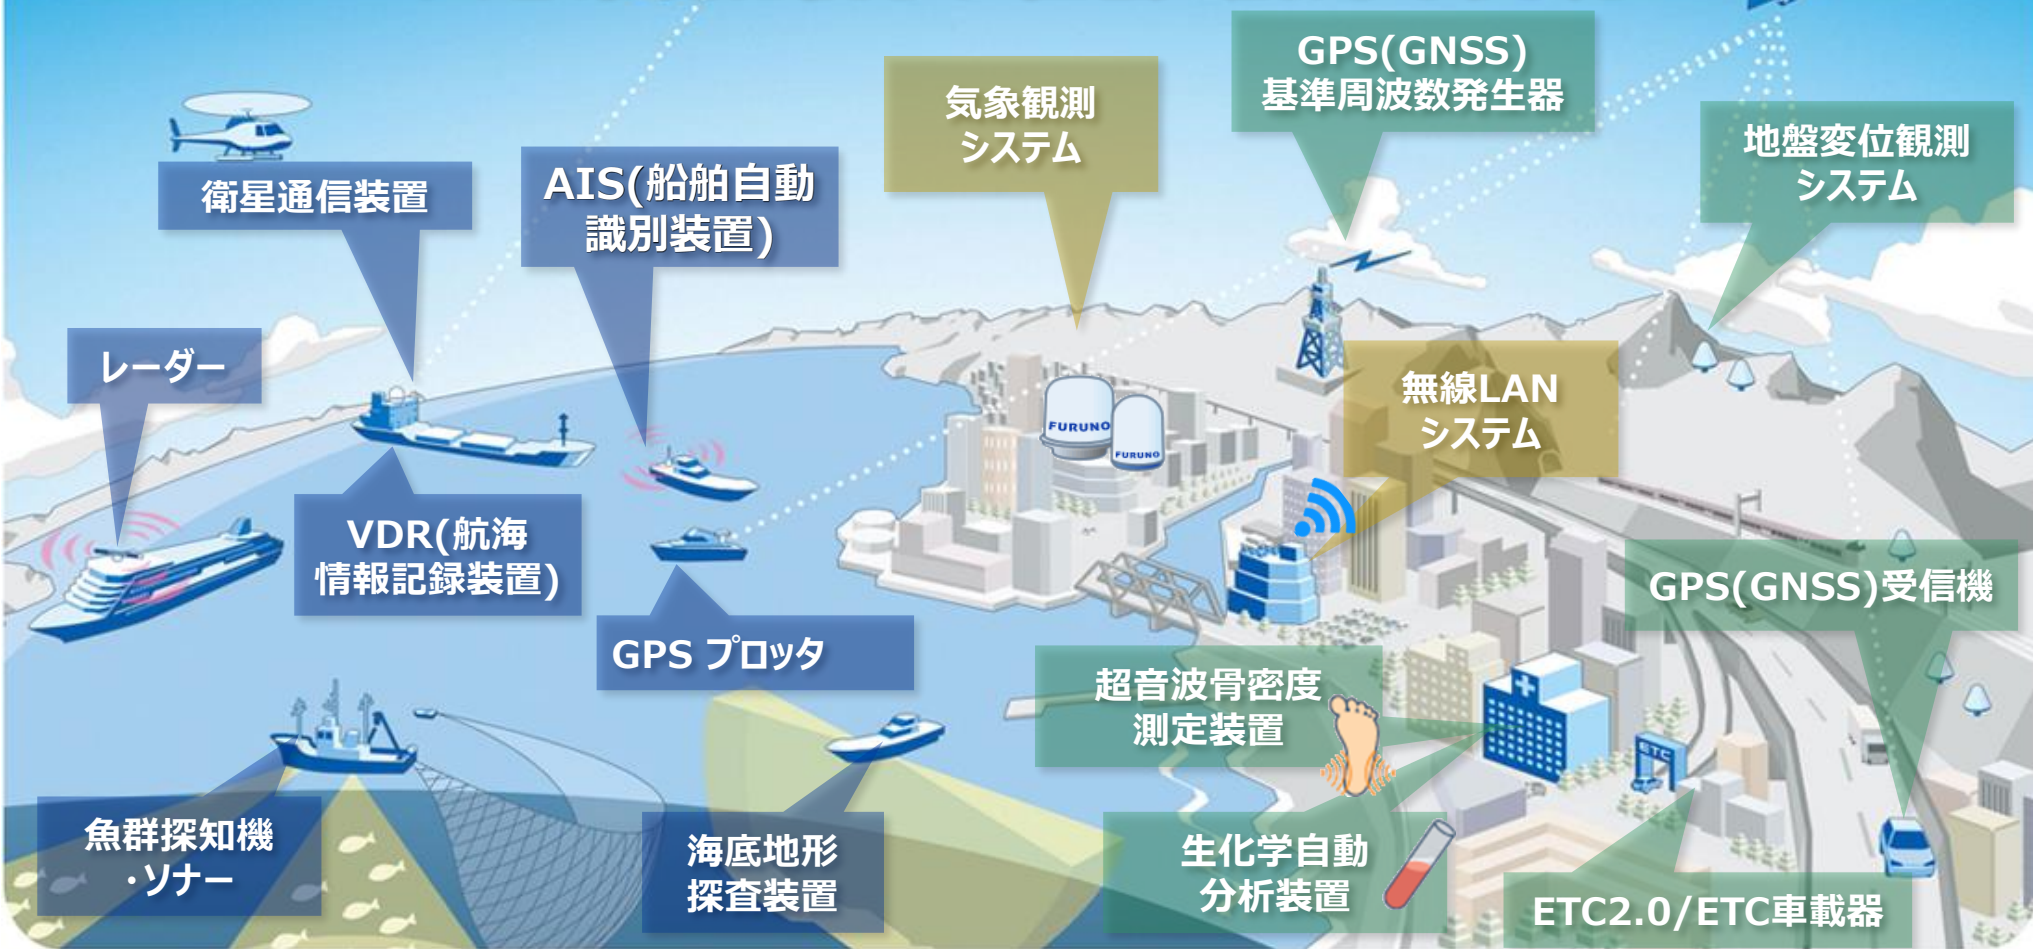 GPS(GNSS)
基準周波数発生器
気象観測
システム
地盤変位観測
システム
衛星通信装置
AIS(船舶自動
識別装置)
レーダー
無線LAN
システム
FURUNO
FURUNO
VDR(航海
情報記録装置)
GPS(GNSS)受信機
GPS プロッタ
超音波骨密度
測定装置
ETC
魚群探知機
・ソナー
海底地形
探査装置
生化学自動
分析装置
ETC2.0/ETC車載器